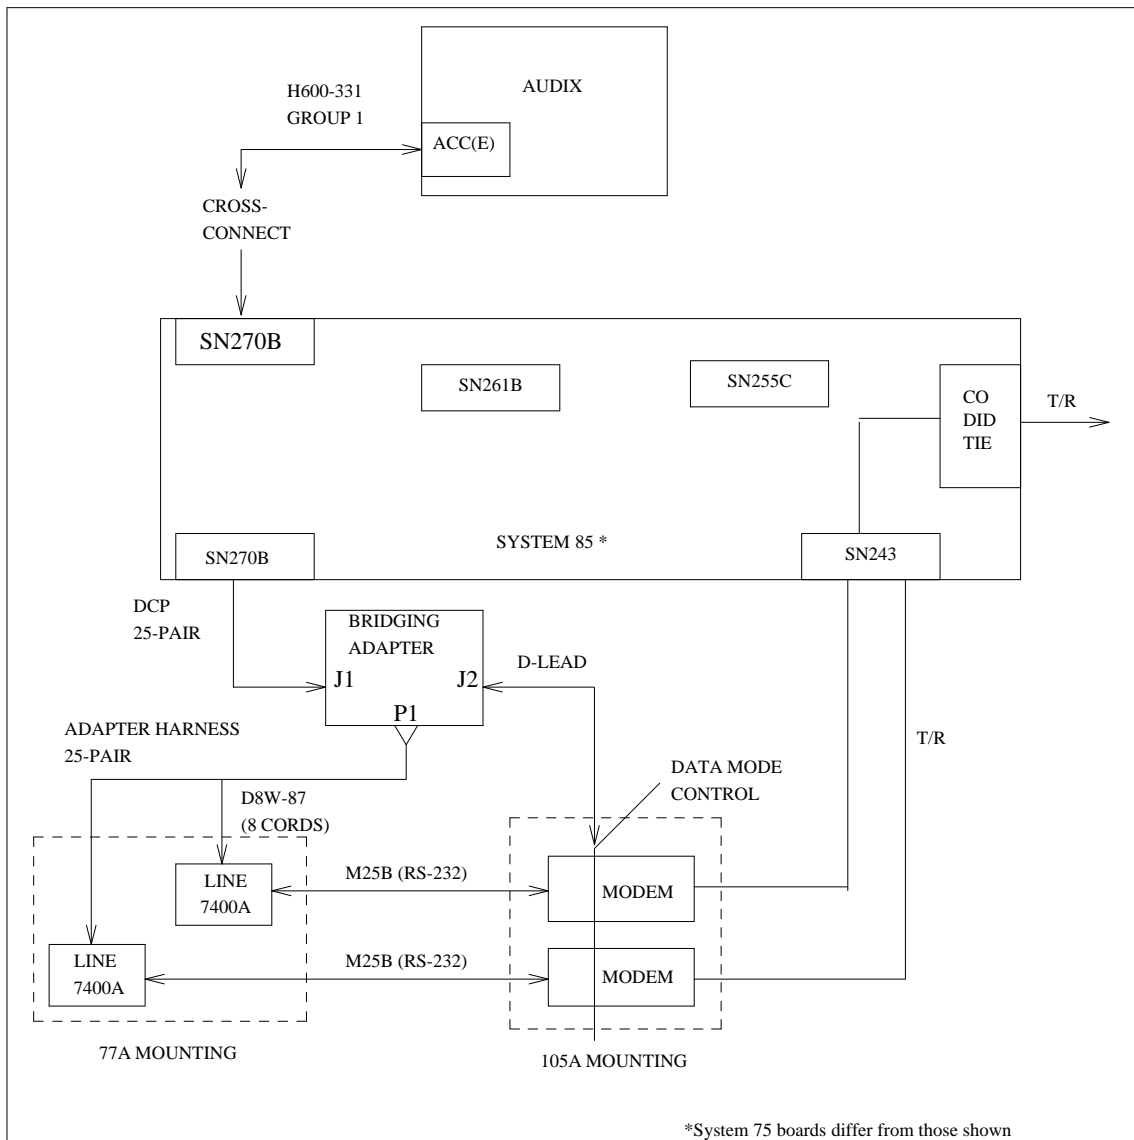 AUDIX
H600-331
GROUP 1
ACC(E)
CROSS-
CONNECT
SN270B
SN261B
SN255C
CO
DID
TIE
T/R
SN270B
SYSTEM 85 *
SN243
DCP
25-PAIR
BRIDGING
ADAPTER
J1
J2
P1
D-LEAD
ADAPTER HARNESS
25-PAIR
T/R
DATA MODE
CONTROL
D8W-87
(8 CORDS)
LINE
7400A
M25B (RS-232)
MODEM
LINE
7400A
M25B (RS-232)
MODEM
77A MOUNTING
105A MOUNTING
*System 75 boards differ from those shown